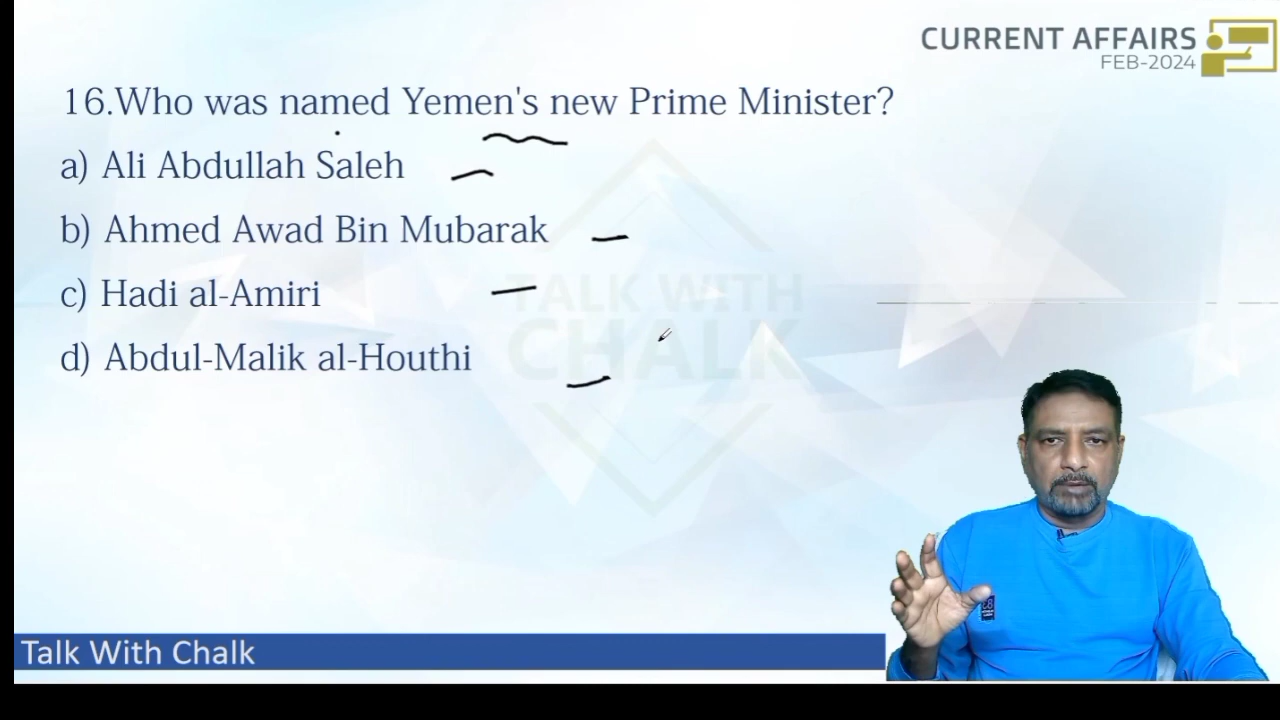 CURRENT AFFAIRS
FEB-2024
16.Who was named Yemen's new Prime Minister?
a) Ali Abdullah Saleh
b) Ahmed Awad Bin Mubarak
c) Hadi al-Amiri
d) Abdul-Malik al-Houthi
TALK WITH
CHALK
Talk With Chalk